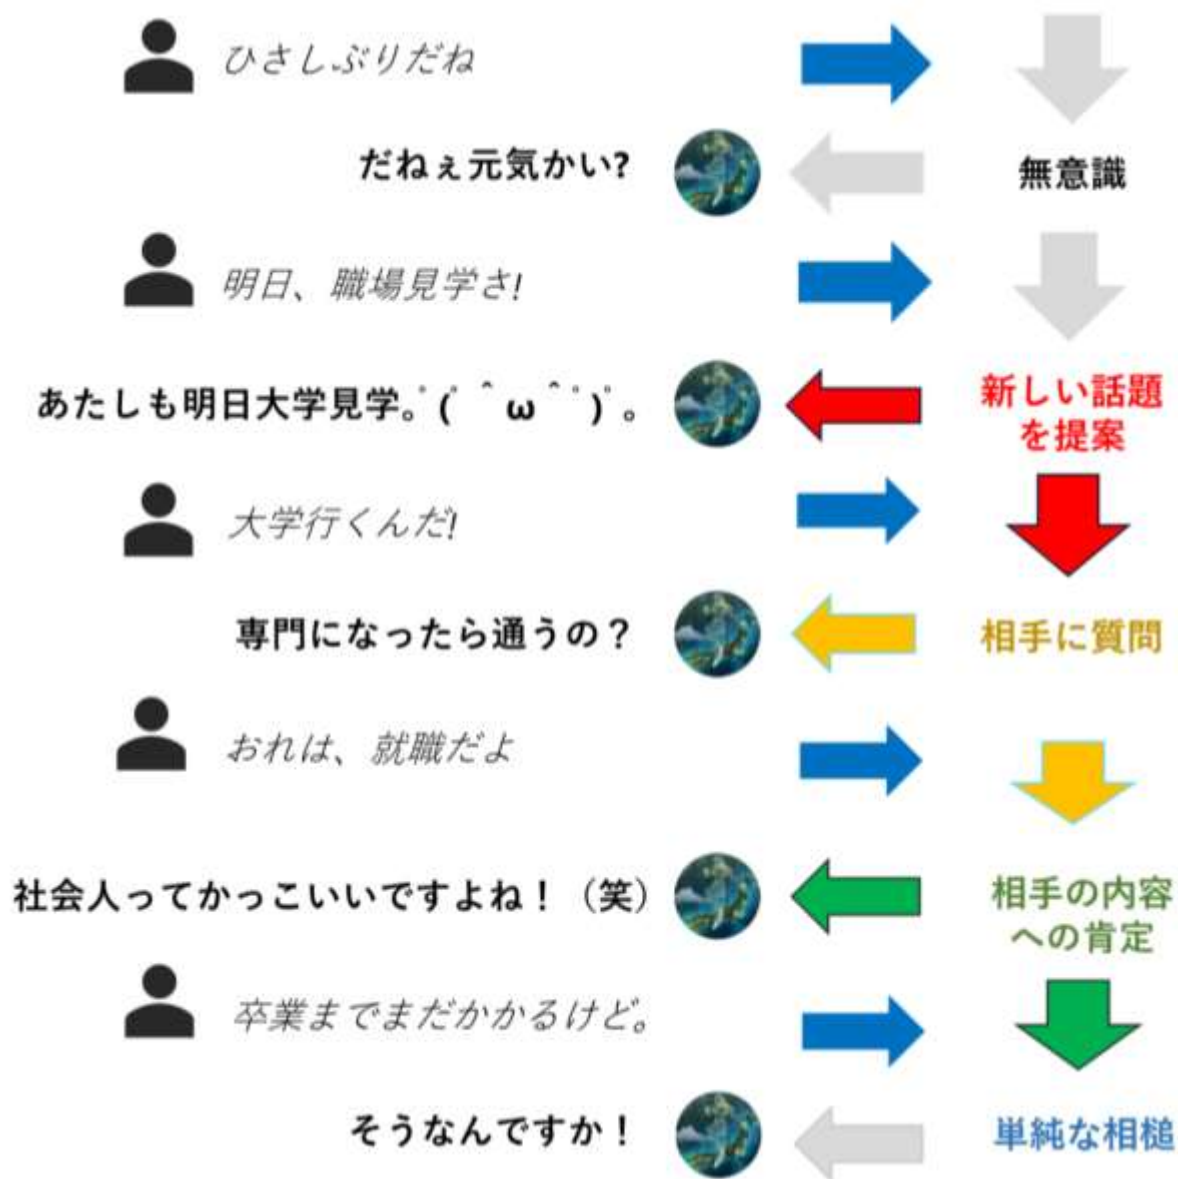 ひさしぶりだね
だねぇ元気かい?
無意識
明日、職場見学さ!
あたしも明日大学見学。゚( ゚^ω^゚)゚。
新しい話題
を提案
大学行くんだ!
専門になったら通うの？
相手に質問
おれは、就職だよ
社会人ってかっこいいですよね！（笑）
相手の内容
への肯定
卒業までまだかかるけど。
そうなんですか！
単純な相槌